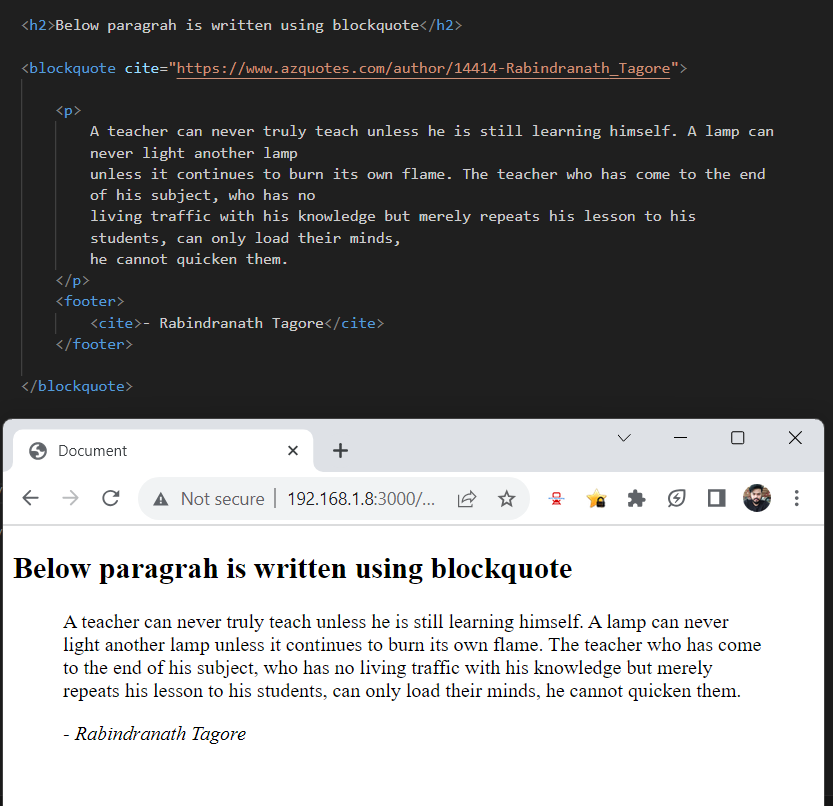 <h2>Below paragrah is written using blockquote</h2>
<blockquote cite="https://www.azquotes.com/author/14414-Rabindranath_Tagore">
<p>
A teacher can never truly teach unless he is still learning himself. A lamp can
never light another lamp
unless it continues to burn its own flame. The teacher who has come to the end
of his subject, who has no
living traffic with his knowledge but merely repeats his lesson to his
students, can only load their minds,
he cannot quicken them.
</p>
<footer>
<cite>- Rabindranath Tagore</cite>
</footer>
</blockquote>
Document
Not secure | 192.168.1.8:3000/...
Below paragrah is written using blockquote
A teacher can never truly teach unless he is still learning himself. A lamp can never
light another lamp unless it continues to burn its own flame. The teacher who has come
to the end of his subject, who has no living traffic with his knowledge but merely
repeats his lesson to his students, can only load their minds, he cannot quicken them.
- Rabindranath Tagore